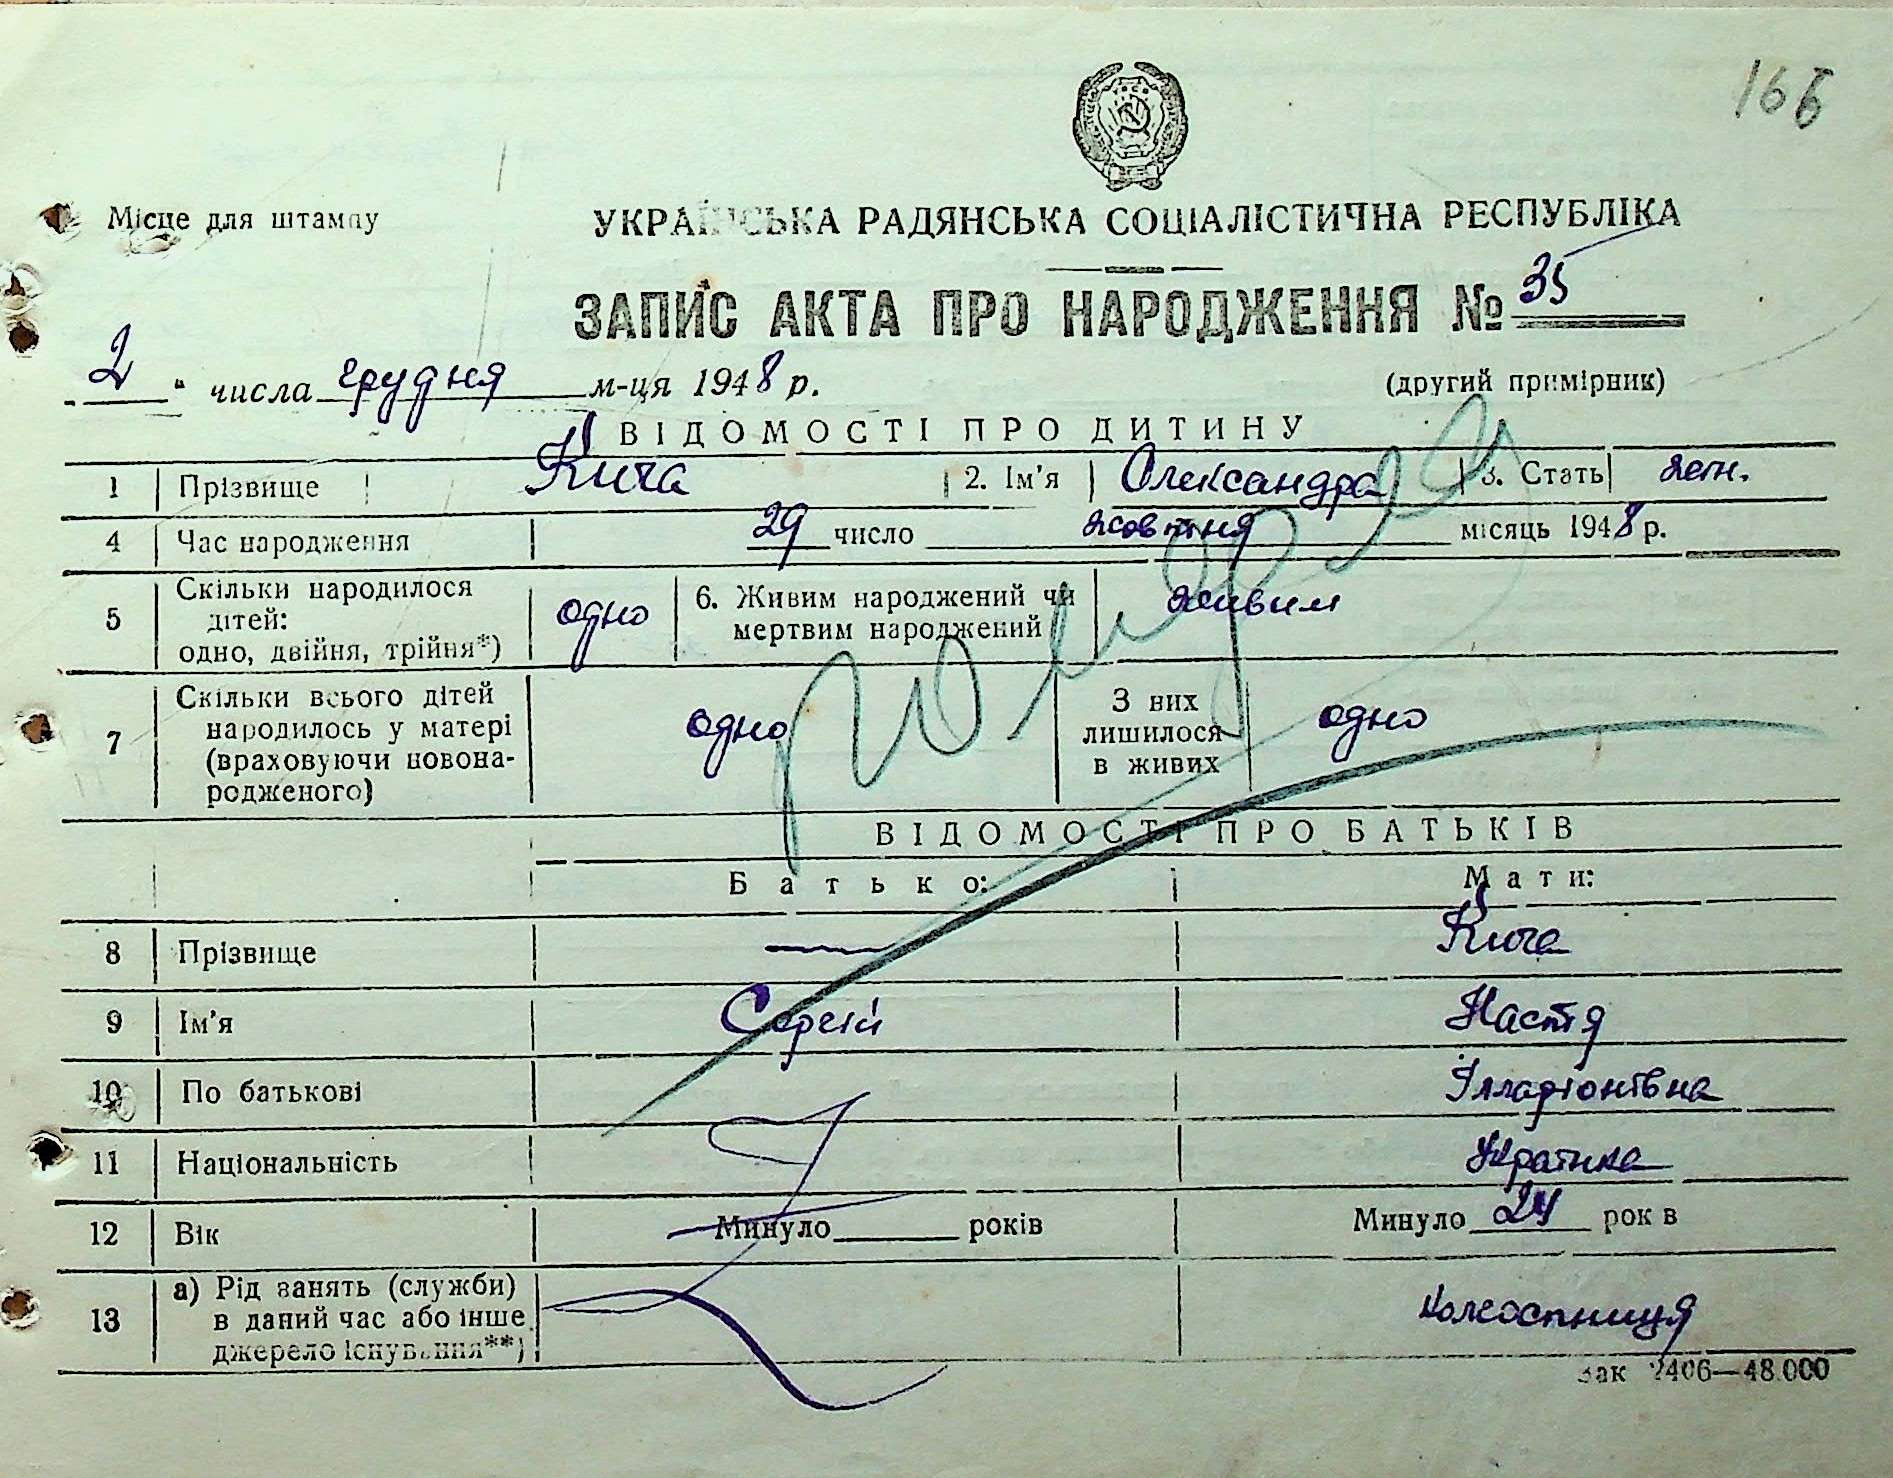 166
Місце для штампу
УКРАЇНСЬКА РАДЯНСЬКА СОЦІАЛІСТИЧНА РЕСПУБЛІКА
ЗАПИС АКТА ПРО НАРОДЖЕННЯ № 35
2 " числа грудня м-ця 1948 р.
(другий примірник)
ВІДОМОСТІ ПРО ДИТИНУ
1 Прізвище Кича 2. Ім'я Олександра 3. Стать жін.
4 Час народження 29 число жовтня місяць 1948 р.
5 Скільки народилося дітей: одно, двійня, трійня*) одно 6. Живим народжений чи мертвим народжений живим
7 Скільки всього дітей народилось у матері (враховуючи новонародженого) одно З них лишилося в живих одно
ВІДОМОСТІ ПРО БАТЬКІВ
Батько: Мати:
8 Прізвище — Кича
9 Ім'я Сергій Настя
10 По батькові Ілларіонівна
11 Національність Українка
12 Вік Минуло років Минуло 24 рок в
13 а) Рід занять (служби) в даний час або інше джерело існування**) колгоспниця
Зак 2406—48.000